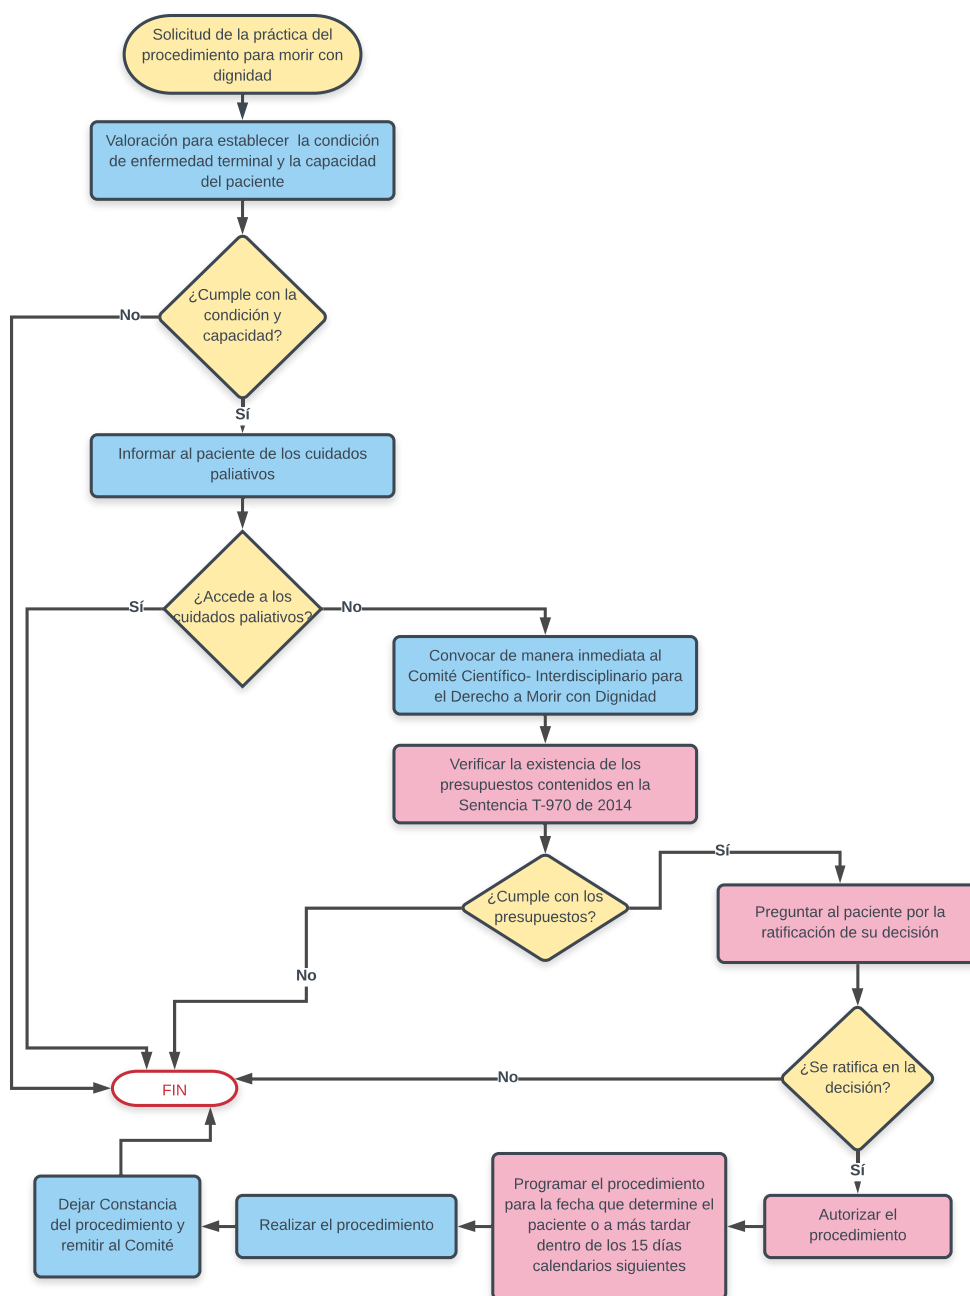 Solicitud de la práctica del
procedimiento para morir con
dignidad
Valoración para establecer  la condición
de enfermedad terminal y la capacidad
del paciente
¿Cumple con la
condición y
capacidad?
No
Sí
Informar al paciente de los cuidados
paliativos
¿Accede a los
cuidados paliativos?
Sí
No
Convocar de manera inmediata al
Comité Científico- Interdisciplinario para
el Derecho a Morir con Dignidad
Verificar la existencia de los
presupuestos contenidos en la
Sentencia T-970 de 2014
¿Cumple con los
presupuestos?
Sí
No
Preguntar al paciente por la
ratificación de su decisión
¿Se ratifica en la
decisión?
No
FIN
Sí
Autorizar el
procedimiento
Programar el procedimiento
para la fecha que determine el
paciente o a más tardar
dentro de los 15 días
calendarios siguientes
Realizar el procedimiento
Dejar Constancia
del procedimiento y
remitir al Comité